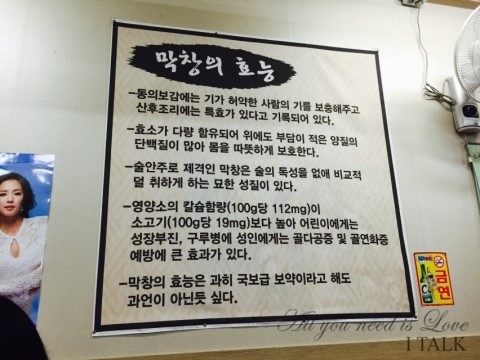 막창의 효능
-동의보감에는 기가 허약한 사람의 기를 보충해주고
산후조리에는 특효가 있다고 기록되어 있다.
-효소가 다량 함유되어 위에도 부담이 적은 양질의
단백질이 많아 몸을 따뜻하게 보호한다.
-술안주로 제격인 막창은 술의 독성을 없애 비교적
덜 취하게 하는 묘한 성질이 있다.
-영양소의 칼슘함량(100g당 112mg)이
소고기(100g당 19mg)보다 높아 어린이에게는
성장부진, 구루병에 성인에게는 골다공증 및 골연화증
예방에 큰 효과가 있다.
-막창의 효능은 과히 국보급 보약이라고 해도
과언이 아닌듯 싶다.
금연
All you need is Love
I TALK